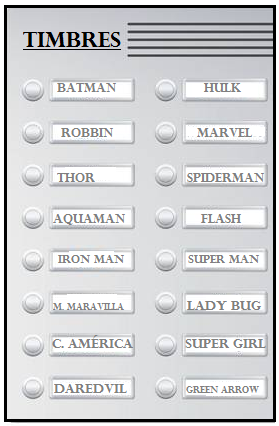 TIMBRES
BATMAN HULK
ROBBIN MARVEL
THOR SPIDERMAN
AQUAMAN FLASH
IRON MAN SUPER MAN
M. MARAVILLA LADY BUG
C. AMÉRICA SUPER GIRL
DAREDVIL GREEN ARROW